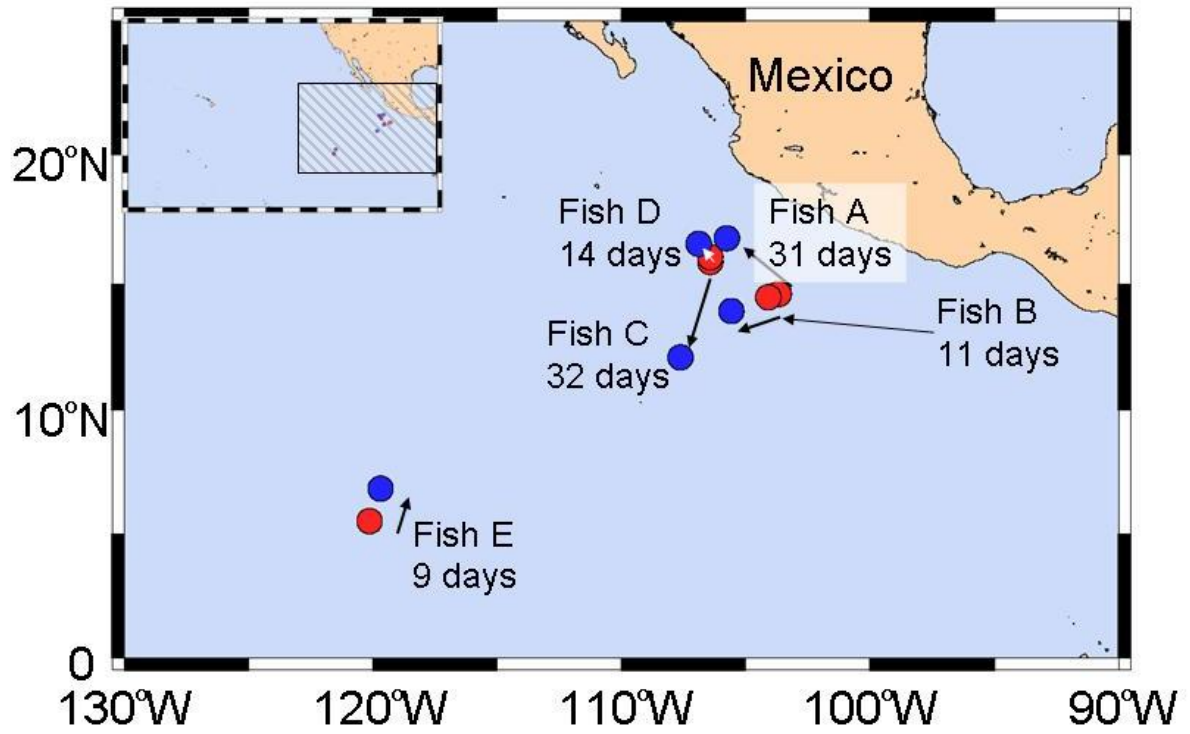 Mexico
20°N
Fish D
14 days
Fish A
31 days
Fish B
11 days
Fish C
32 days
10°N
Fish E
9 days
0
130°W
120°W
110°W
100°W
90°W